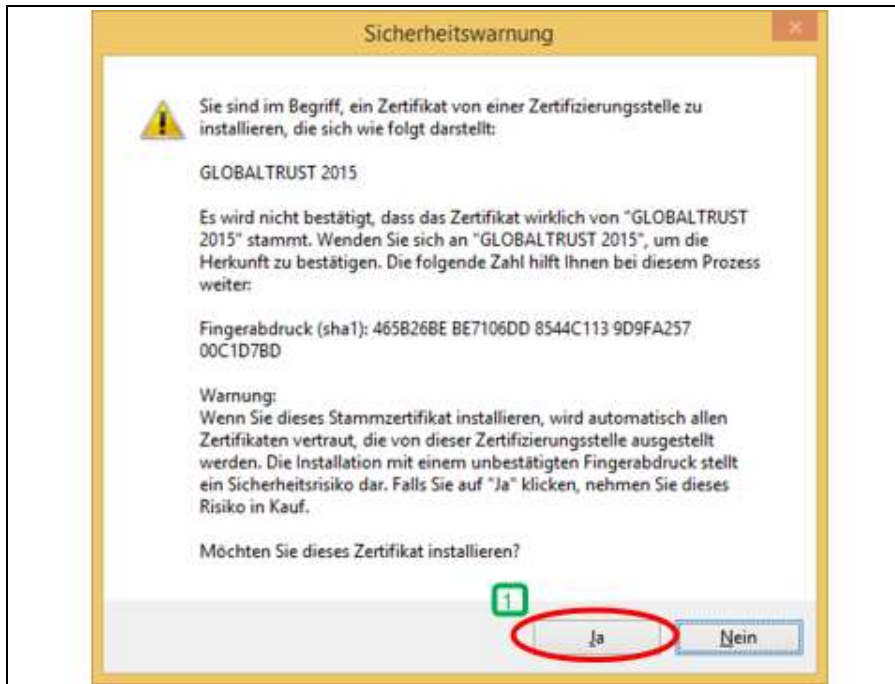 Sicherheitswarnung
Sie sind im Begriff, ein Zertifikat von einer Zertifizierungsstelle zu
installieren, die sich wie folgt darstellt:
GLOBALTRUST 2015
Es wird nicht bestätigt, dass das Zertifikat wirklich von "GLOBALTRUST
2015" stammt. Wenden Sie sich an "GLOBALTRUST 2015", um die
Herkunft zu bestätigen. Die folgende Zahl hilft Ihnen bei diesem Prozess
weiter:
Fingerabdruck (sha1): 465B26BE BE7106DD 8544C113 9D9FA257
00C1D7BD
Warnung:
Wenn Sie dieses Stammzertifikat installieren, wird automatisch allen
Zertifikaten vertraut, die von dieser Zertifizierungsstelle ausgestellt
werden. Die Installation mit einem unbestätigten Fingerabdruck stellt
ein Sicherheitsrisiko dar. Falls Sie auf "Ja" klicken, nehmen Sie dieses
Risiko in Kauf.
Möchten Sie dieses Zertifikat installieren?
1
Ja Nein